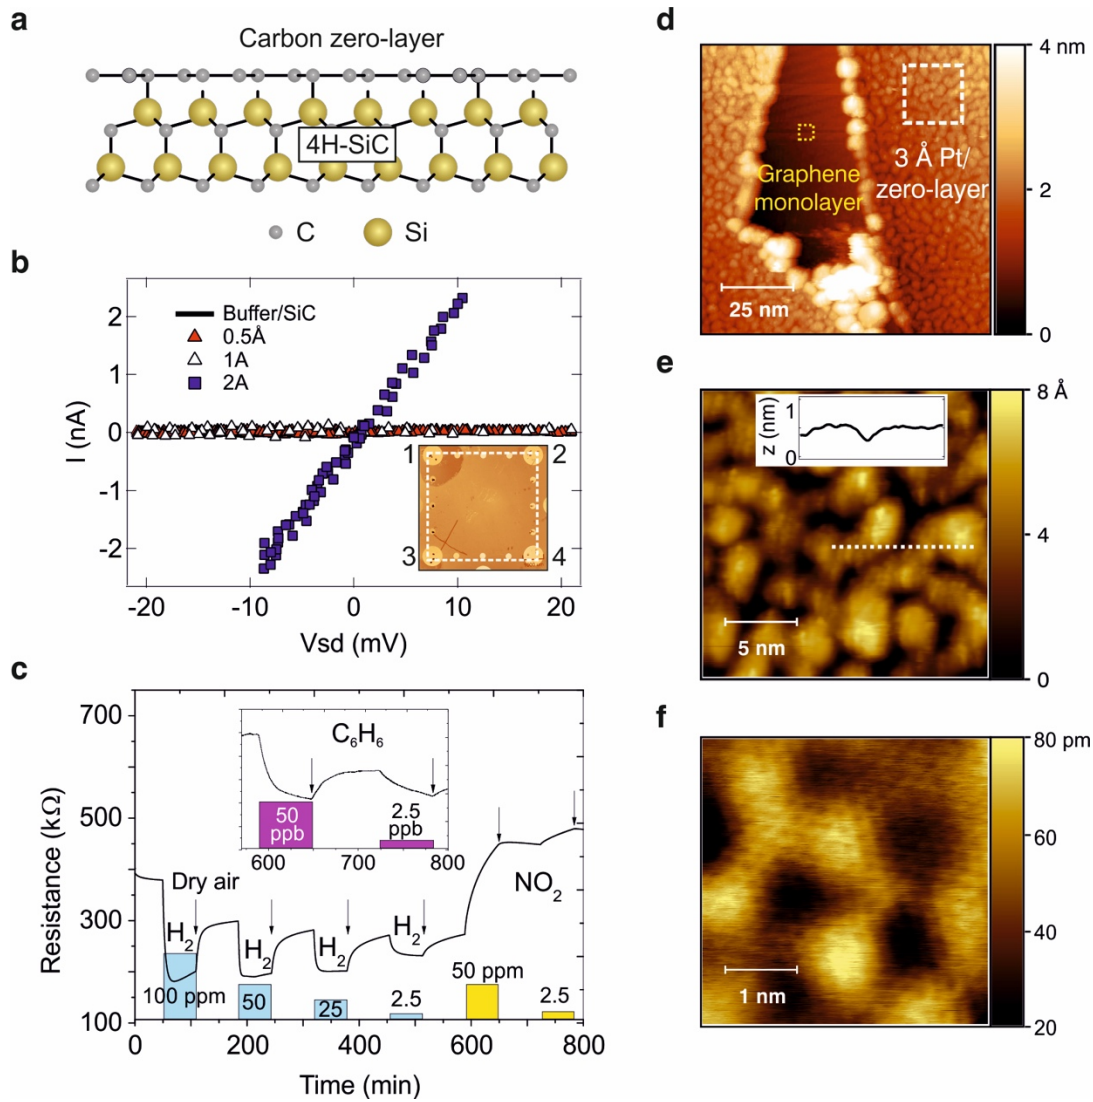 a
Carbon zero-layer
4H-SiC
C
Si
b
Buffer/SiC
0.5Å
1A
2A
2
1
0
-1
-2
I (nA)
1
2
3
4
-20
-10
0
10
20
Vsd (mV)
c
700
500
300
100
Resistance (kΩ)
C₆H₆
50
ppb
2.5
ppb
600
700
800
Dry air
NO₂
H₂
H₂
H₂
H₂
100 ppm
50
25
2.5
50 ppm
2.5
0
200
400
600
800
Time (min)
d
4 nm
2
0
Graphene
monolayer
3 Å Pt/
zero-layer
25 nm
e
8 Å
4
0
z (nm)
1
0
5 nm
f
80 pm
60
40
20
1 nm